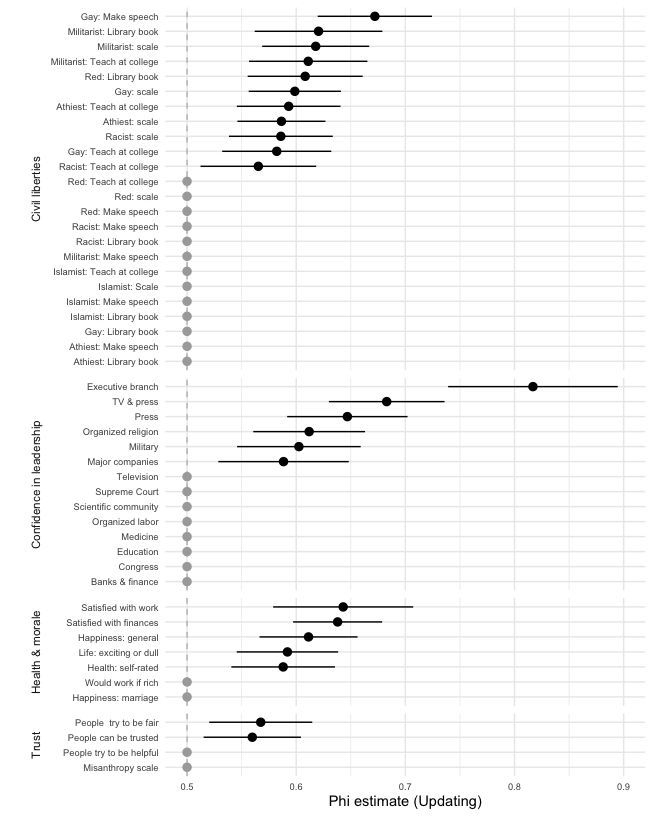 Civil liberties
Gay: Make speech
Militarist: Library book
Militarist: scale
Militarist: Teach at college
Red: Library book
Gay: scale
Athiest: Teach at college
Athiest: scale
Racist: scale
Gay: Teach at college
Racist: Teach at college
Red: Teach at college
Red: scale
Red: Make speech
Racist: Make speech
Racist: Library book
Militarist: Make speech
Islamist: Teach at college
Islamist: Scale
Islamist: Make speech
Islamist: Library book
Gay: Library book
Athiest: Make speech
Athiest: Library book
Confidence in leadership
Executive branch
TV & press
Press
Organized religion
Military
Major companies
Television
Supreme Court
Scientific community
Organized labor
Medicine
Education
Congress
Banks & finance
Health & morale
Satisfied with work
Satisfied with finances
Happiness: general
Life: exciting or dull
Health: self-rated
Would work if rich
Happiness: marriage
Trust
People  try to be fair
People can be trusted
People try to be helpful
Misanthropy scale
0.5 0.6 0.7 0.8 0.9
Phi estimate (Updating)